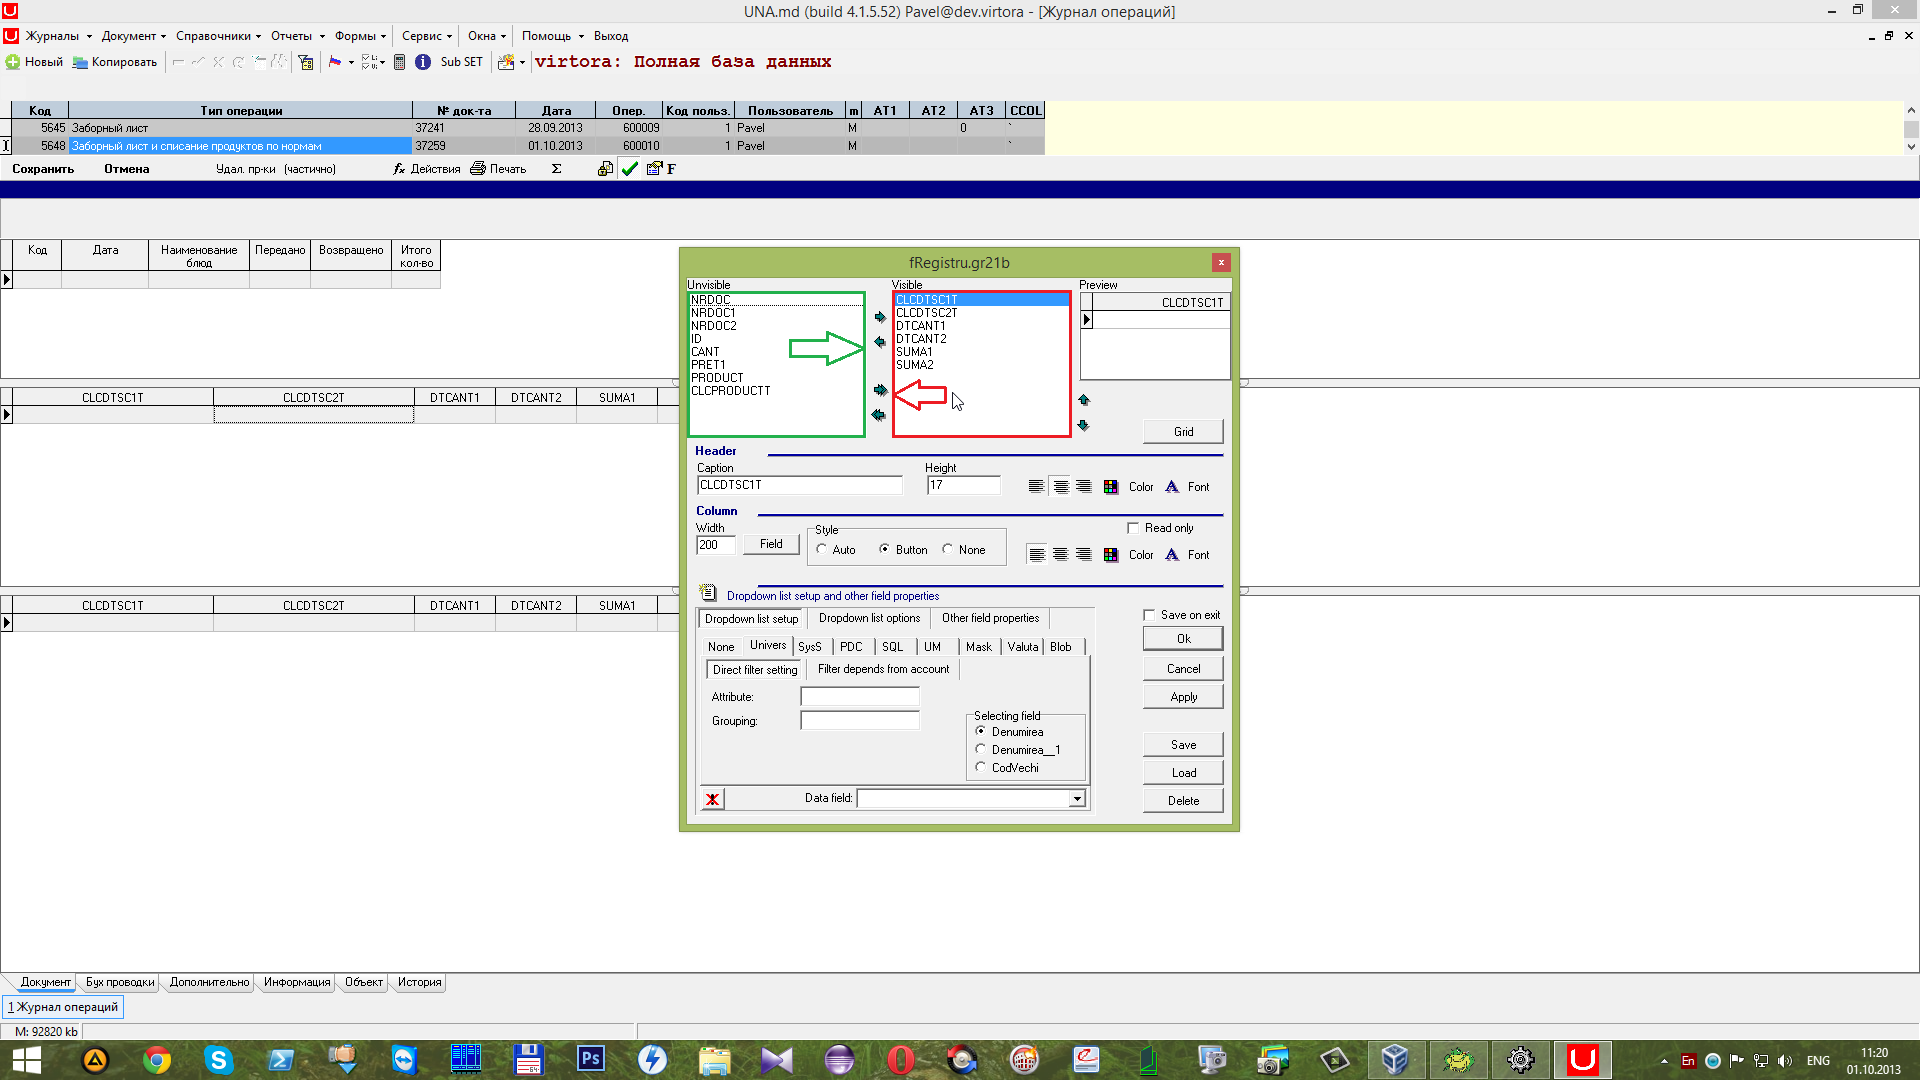 UNA.md (build 4.1.5.52) Pavel@dev.virtora - [Журнал операций]
Журналы Документ Справочники Отчеты Формы Сервис Окна Помощь Выход
Новый Копировать Sub SET virtora: Полная база данных
Код Тип операции № док-та Дата Опер. Код польз. Пользователь m AT1 AT2 AT3 CCOL
5645 Заборный лист 37241 28.09.2013 600009 1 Pavel M 0 `
5648 Заборный лист и списание продуктов по нормам 37259 01.10.2013 600010 1 Pavel M `
Сохранить Отмена Удал. пр-ки (частично) Действия Печать Σ F
Код Дата Наименование блюд Передано Возвращено Итого кол-во
CLCDTSC1T CLCDTSC2T DTCANT1 DTCANT2 SUMA1
CLCDTSC1T CLCDTSC2T DTCANT1 DTCANT2 SUMA1
fRegistru.gr21b
Unvisible Visible Preview
NRDOC
NRDOC1
NRDOC2
ID
CANT
PRET1
PRODUCT
CLCPRODUCTT
CLCDTSC1T
CLCDTSC2T
DTCANT1
DTCANT2
SUMA1
SUMA2
CLCDTSC1T
Grid
Header
Caption Height
CLCDTSC1T 17 Color Font
Column
Width Style Read only
200 Field Auto Button None Color Font
Dropdown list setup and other field properties
Dropdown list setup Dropdown list options Other field properties
None Univers SysS PDC SQL UM Mask Valuta Blob
Direct filter setting Filter depends from account
Attribute:
Grouping:
Selecting field
Denumirea
Denumirea__1
CodVechi
Data field:
Save on exit
Ok
Cancel
Apply
Save
Load
Delete
Документ Бух проводки Дополнительно Информация Объект История
1 Журнал операций
M: 92820 kb
Ps En ENG 11:20
01.10.2013